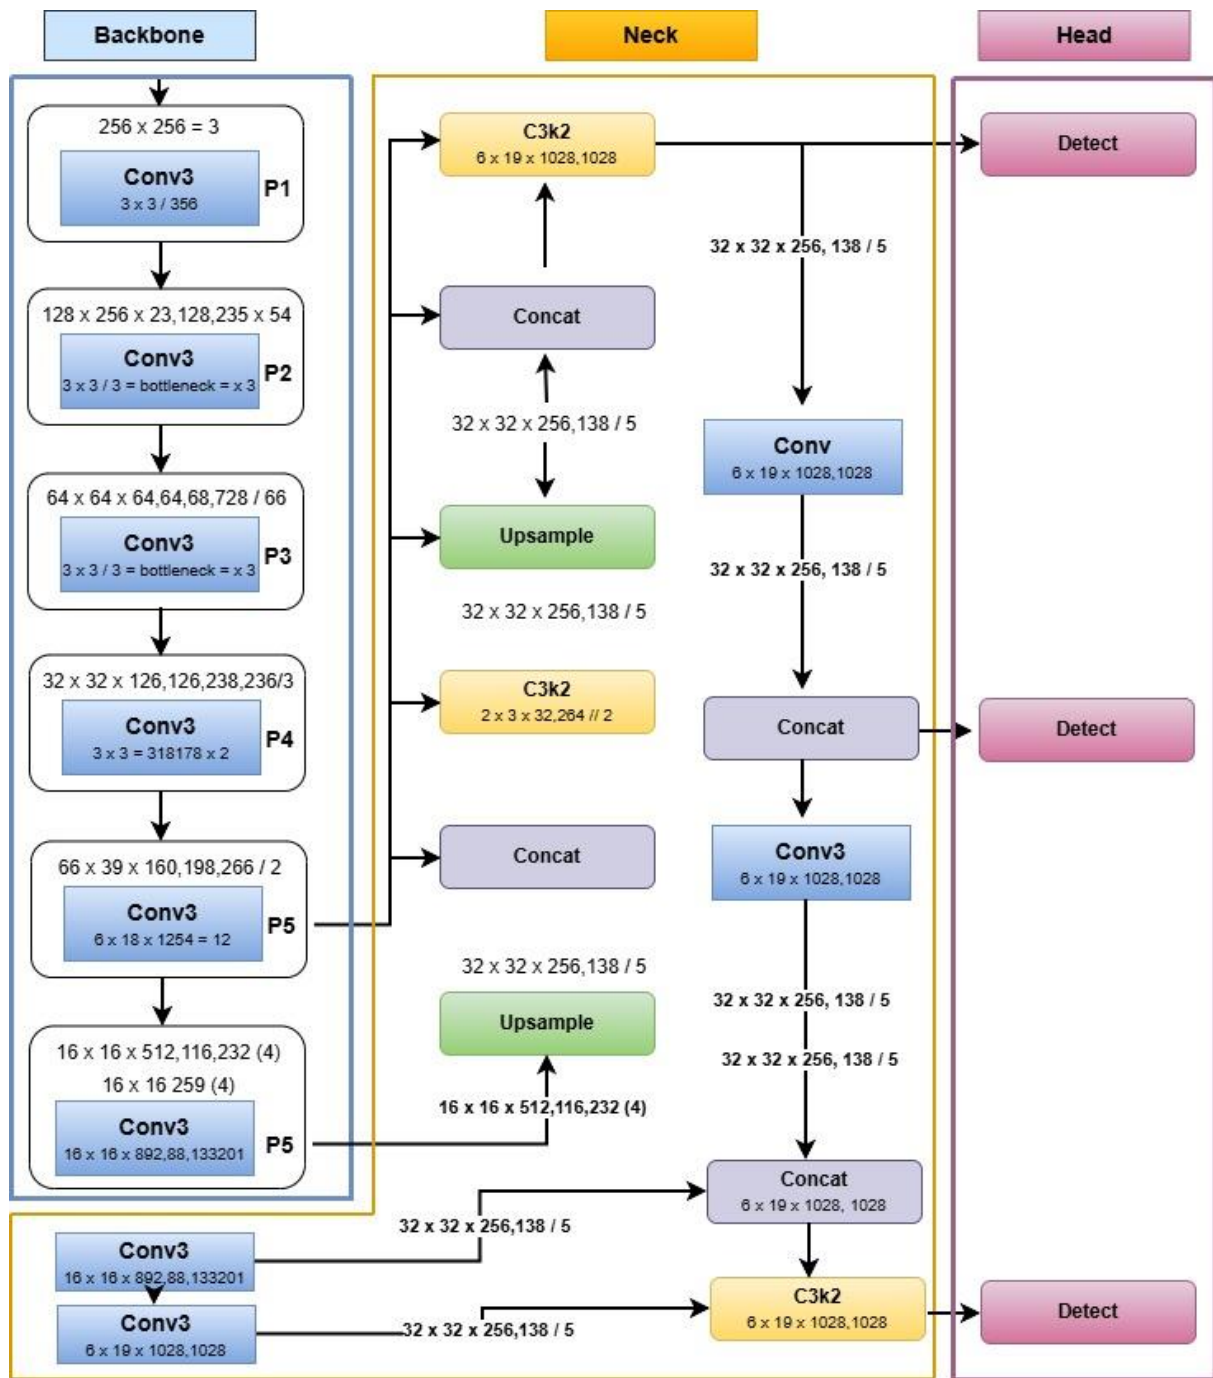 Backbone
Neck
Head
256 x 256 = 3
Conv3
3 x 3 / 356
P1
128 x 256 x 23,128,235 x 54
Conv3
3 x 3 / 3 = bottleneck = x 3
P2
64 x 64 x 64,64,68,728 / 66
Conv3
3 x 3 / 3 = bottleneck = x 3
P3
32 x 32 x 126,126,238,236/3
Conv3
3 x 3 = 318178 x 2
P4
66 x 39 x 160,198,266 / 2
Conv3
6 x 18 x 1254 = 12
P5
16 x 16 x 512,116,232 (4)
16 x 16 259 (4)
Conv3
16 x 16 x 892,88,133201
P5
Conv3
16 x 16 x 892,88,133201
Conv3
6 x 19 x 1028,1028
C3k2
6 x 19 x 1028,1028
Concat
32 x 32 x 256,138 / 5
Upsample
32 x 32 x 256,138 / 5
C3k2
2 x 3 x 32,264 // 2
Concat
32 x 32 x 256,138 / 5
Upsample
16 x 16 x 512,116,232 (4)
32 x 32 x 256,138 / 5
32 x 32 x 256,138 / 5
32 x 32 x 256, 138 / 5
Conv
6 x 19 x 1028,1028
32 x 32 x 256, 138 / 5
Concat
Conv3
6 x 19 x 1028,1028
32 x 32 x 256, 138 / 5
32 x 32 x 256, 138 / 5
Concat
6 x 19 x 1028, 1028
C3k2
6 x 19 x 1028,1028
Detect
Detect
Detect